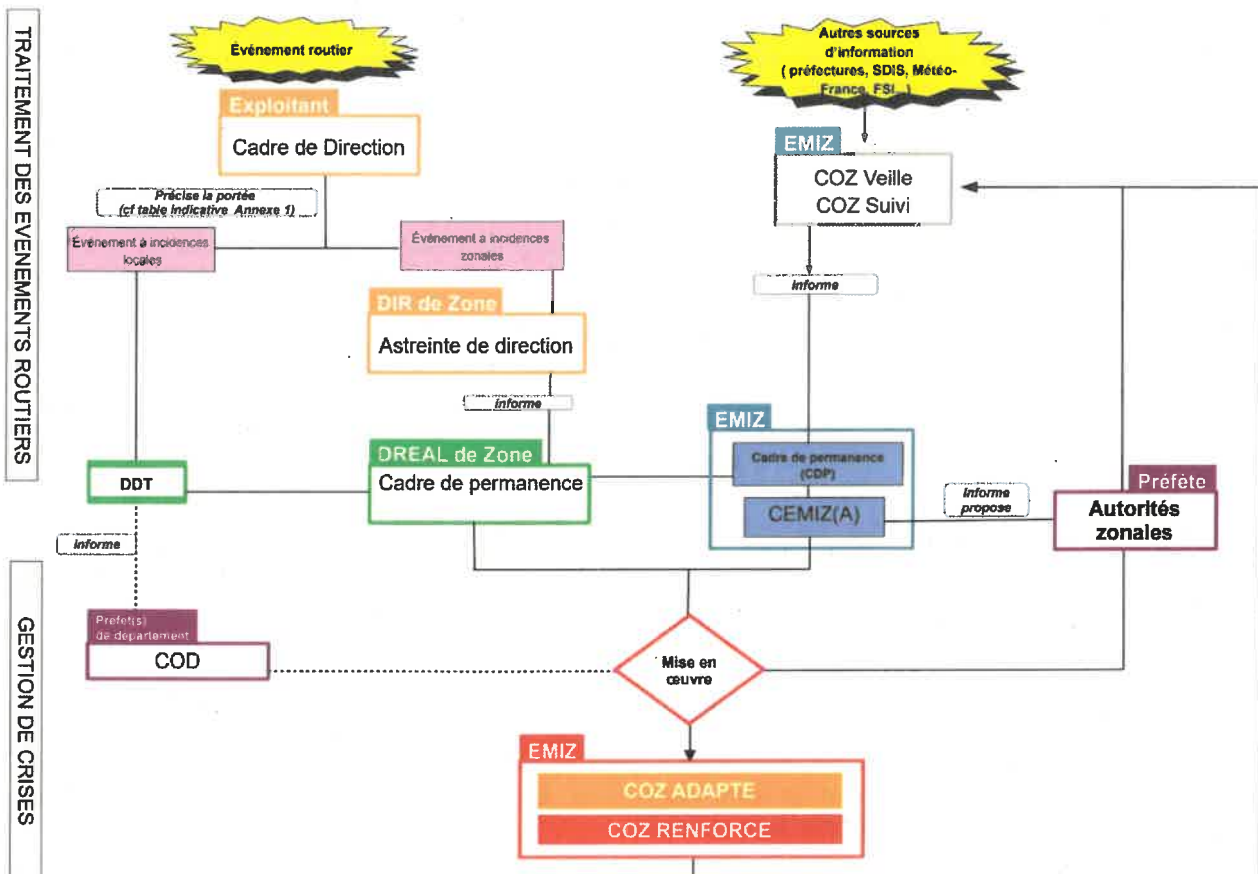 TRAITEMENT DES EVENEMENTS ROUTIERS
Événement routier
Autres sources
d'information
( préfectures, SDIS, Météo-
France, FSI...)
Exploitant
Cadre de Direction
EMIZ
COZ Veille
COZ Suivi
Précise la portée
(cf table indicative Annexe 1)
Événement à incidences
locales
Événement a incidences
zonales
informe
DIR de Zone
Astreinte de direction
informe
EMIZ
DREAL de Zone
Cadre de permanence
Cadre de permanence
(CDP)
CEMIZ(A)
Informe
propose
Préfète
Autorités
zonales
DDT
informe
GESTION DE CRISES
Préfet(s)
de département
COD
Mise en
œuvre
EMIZ
COZ ADAPTE
COZ RENFORCE